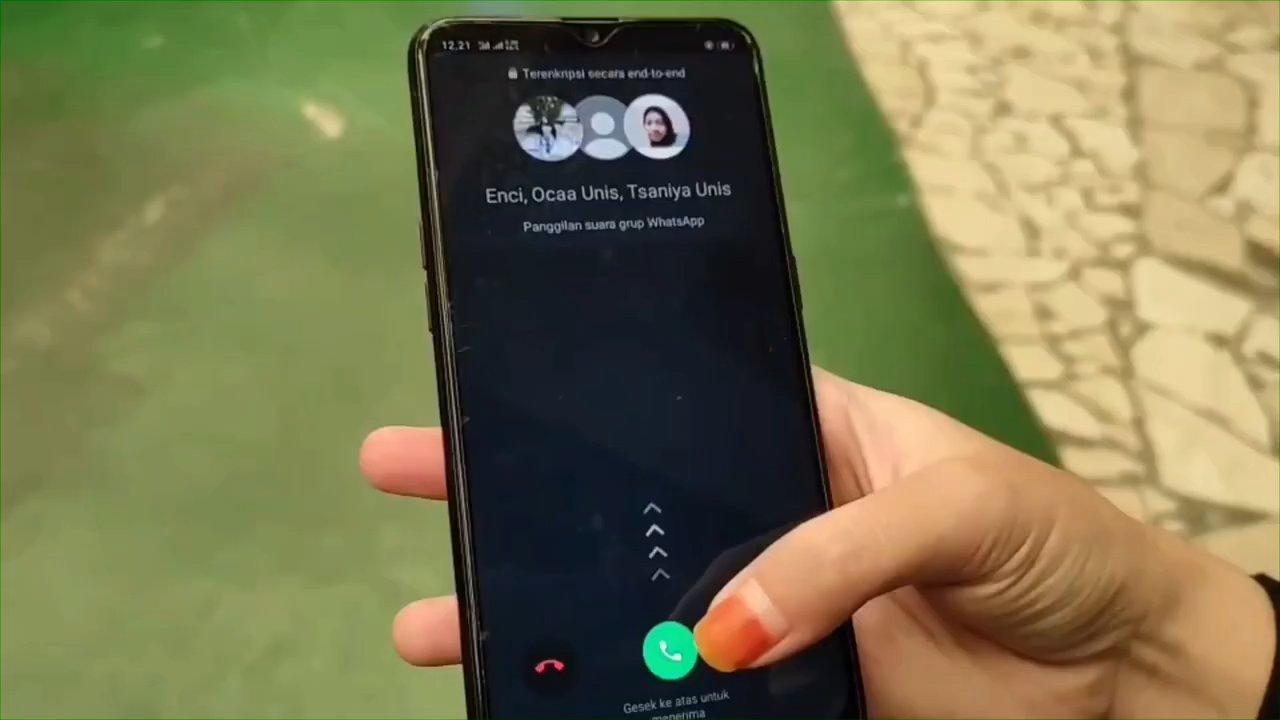 12.21
Terenkripsi secara end-to-end
Enci, Ocaa Unis, Tsaniya Unis
Panggilan suara grup WhatsApp
Gesek ke atas untuk
menerima